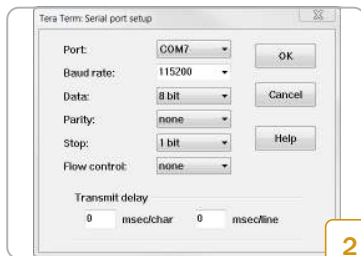 Tera Term: Serial port setup
Port: COM7 OK
Baud rate: 115200
Data: 8 bit Cancel
Parity: none
Stop: 1 bit Help
Flow control: none
Transmit delay
0 msec/char 0 msec/line
2